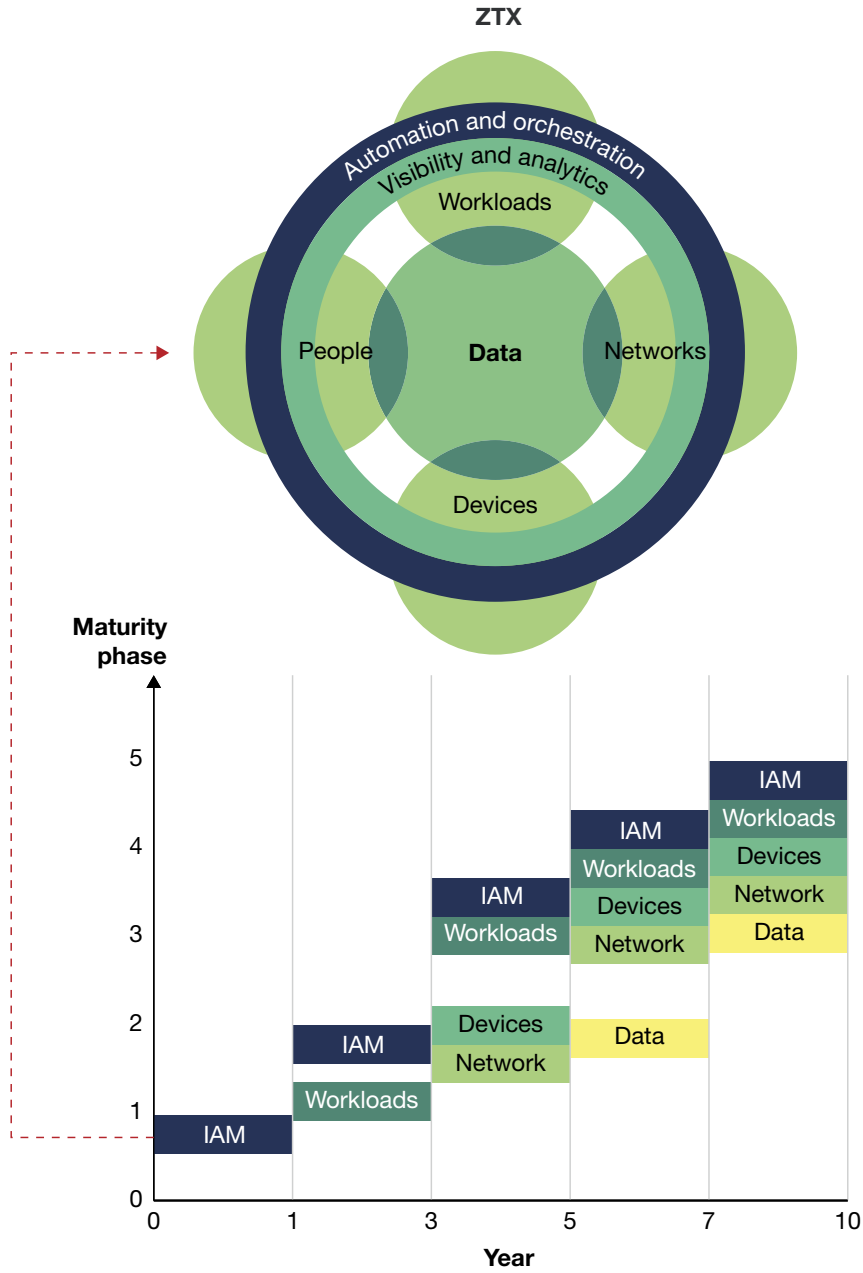 ZTX
Automation and orchestration
Visibility and analytics
Workloads
People
Data
Networks
Devices
Maturity
phase
5
IAM
Workloads
4
IAM
Workloads
Devices
Devices
Network
IAM
3
Workloads
Network
Data
2
Devices
Data
IAM
Network
1
Workloads
IAM
0
0
1
3
5
7
10
Year